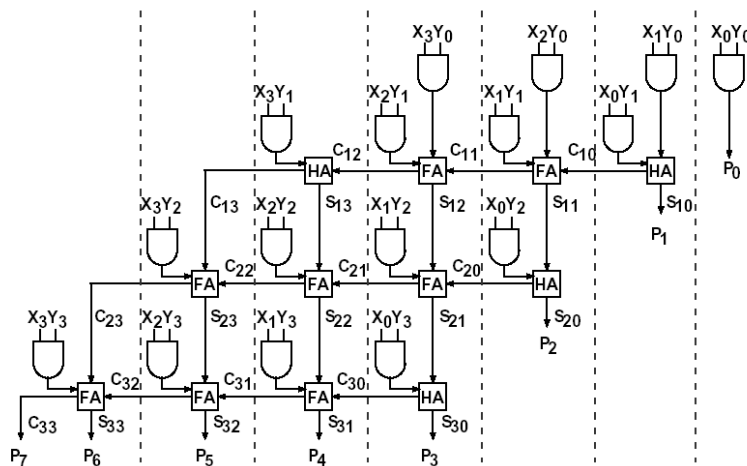 X3Y0 X2Y0 X1Y0 X0Y0
X3Y1 X2Y1 X1Y1 X0Y1
C12 C11 C10
HA FA FA HA
P0
C13 S13 S12 S11 S10
X3Y2 X2Y2 X1Y2 X0Y2 P1
C22 C21 C20
FA FA FA HA
C23 S23 S22 S21 S20
X3Y3 X2Y3 X1Y3 X0Y3 P2
C32 C31 C30
FA FA FA HA
C33 S33 S32 S31 S30
P7 P6 P5 P4 P3